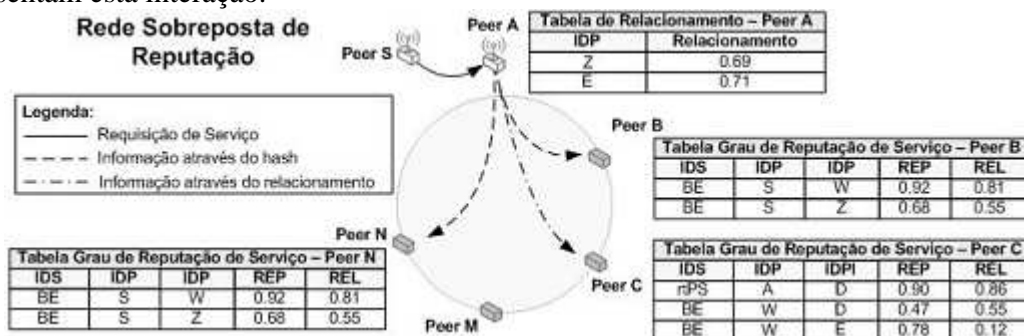 sentam esta interação.
Rede Sobreposta de
Reputação
Peer S
Peer A
Tabela de Relacionamento – Peer A
IDP Relacionamento
Z 0.69
E 0.71
Legenda:
Requisição de Serviço
Informação através do hash
Informação através do relacionamento
Peer B
Tabela Grau de Reputação de Serviço – Peer B
IDS IDP IDP REP REL
BE S W 0.92 0.81
BE S Z 0.68 0.55
Peer N
Tabela Grau de Reputação de Serviço – Peer N
IDS IDP IDP REP REL
BE S W 0.92 0.81
BE S Z 0.68 0.55
Peer C
Tabela Grau de Reputação de Serviço – Peer C
IDS IDP IDPI REP REL
rtPS A D 0.90 0.86
BE W D 0.47 0.55
BE W E 0.78 0.12
Peer M